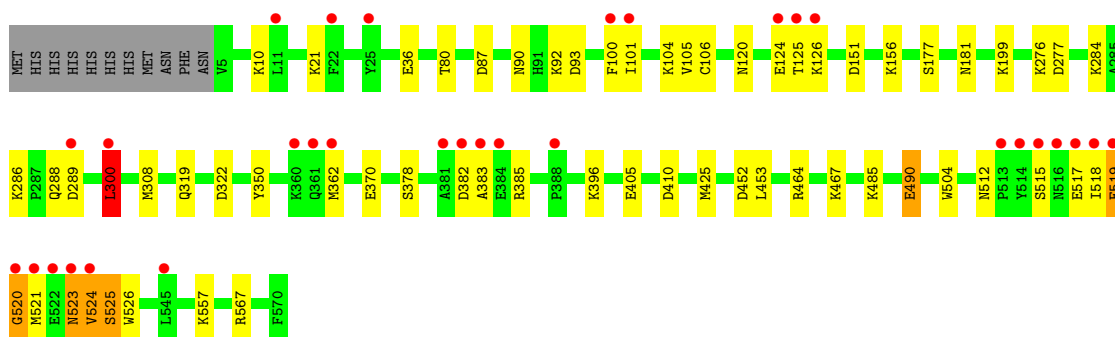 MET HIS HIS HIS HIS HIS HIS MET ASN PHE ASN V5 K10 L11 K21 F22 Y25 E36 T80 D87 N90 H91 K92 D93 F100 I101 K104 V105 C106 N120 E124 T125 K126 D151 K156 S177 N181 K199 K276 D277 K284 A285
K286 P287 Q288 D289 L300 M308 Q319 D322 Y350 K360 Q361 M362 E370 S378 A381 D382 A383 E384 R385 P388 K396 E405 D410 M425 D452 L453 R464 K467 K485 E490 W504 N512 P513 Y514 S515 N516 E517 I518 E519
G520 M521 E522 N523 V524 S525 W526 L545 K557 R567 F570